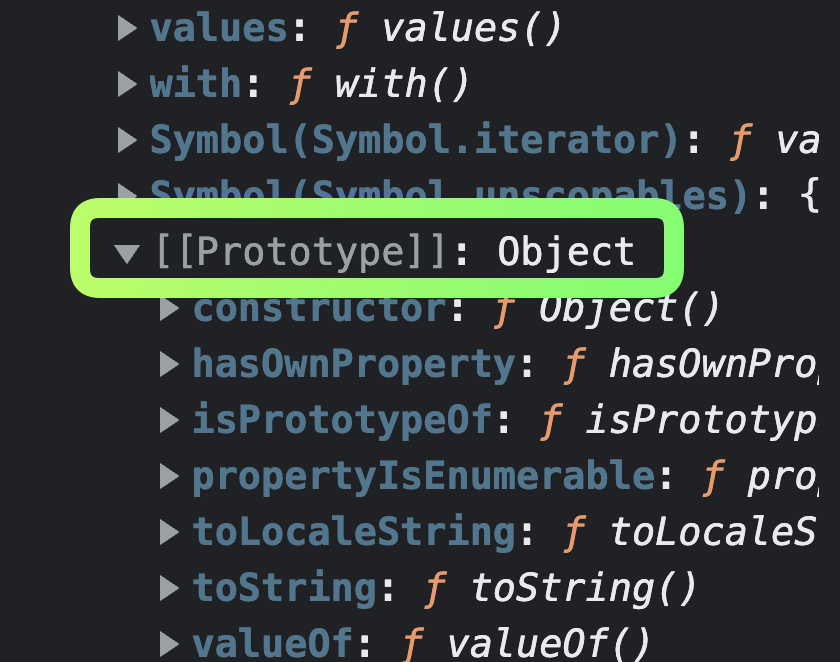 ▶ values: ƒ values()
▶ with: ƒ with()
▶ Symbol(Symbol.iterator): ƒ va
▶ Symbol(Symbol.unscopables): {
▼ [[Prototype]]: Object
▶ constructor: ƒ Object()
▶ hasOwnProperty: ƒ hasOwnPro
▶ isPrototypeOf: ƒ isPrototyp
▶ propertyIsEnumerable: ƒ pro
▶ toLocaleString: ƒ toLocaleS
▶ toString: ƒ toString()
▶ valueOf: ƒ valueOf()